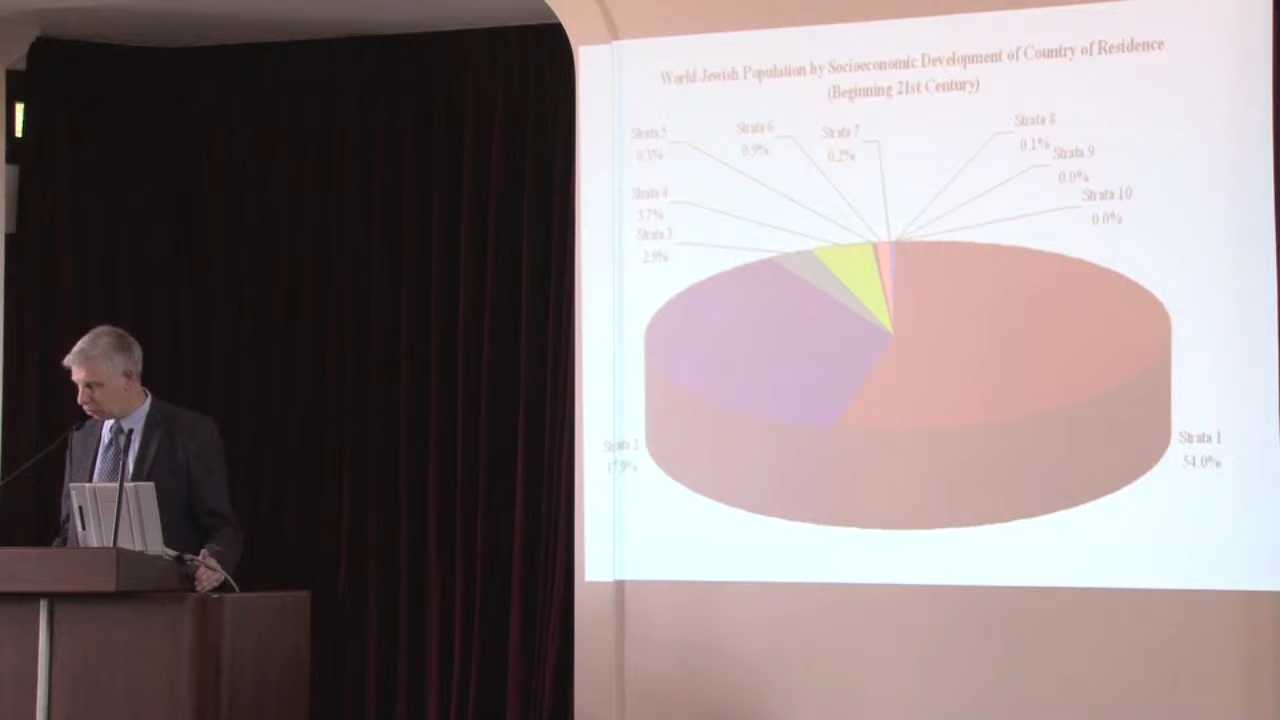 World Jewish Population by Socioeconomic Development of Country of Residence
(Beginning 21st Century)
Strata 5
0.3%
Strata 6
0.9%
Strata 7
0.2%
Strata 8
0.1%
Strata 9
0.0%
Strata 10
0.0%
Strata 4
3.7%
Strata 3
2.9%
Strata 2
Strata 1
54.0%